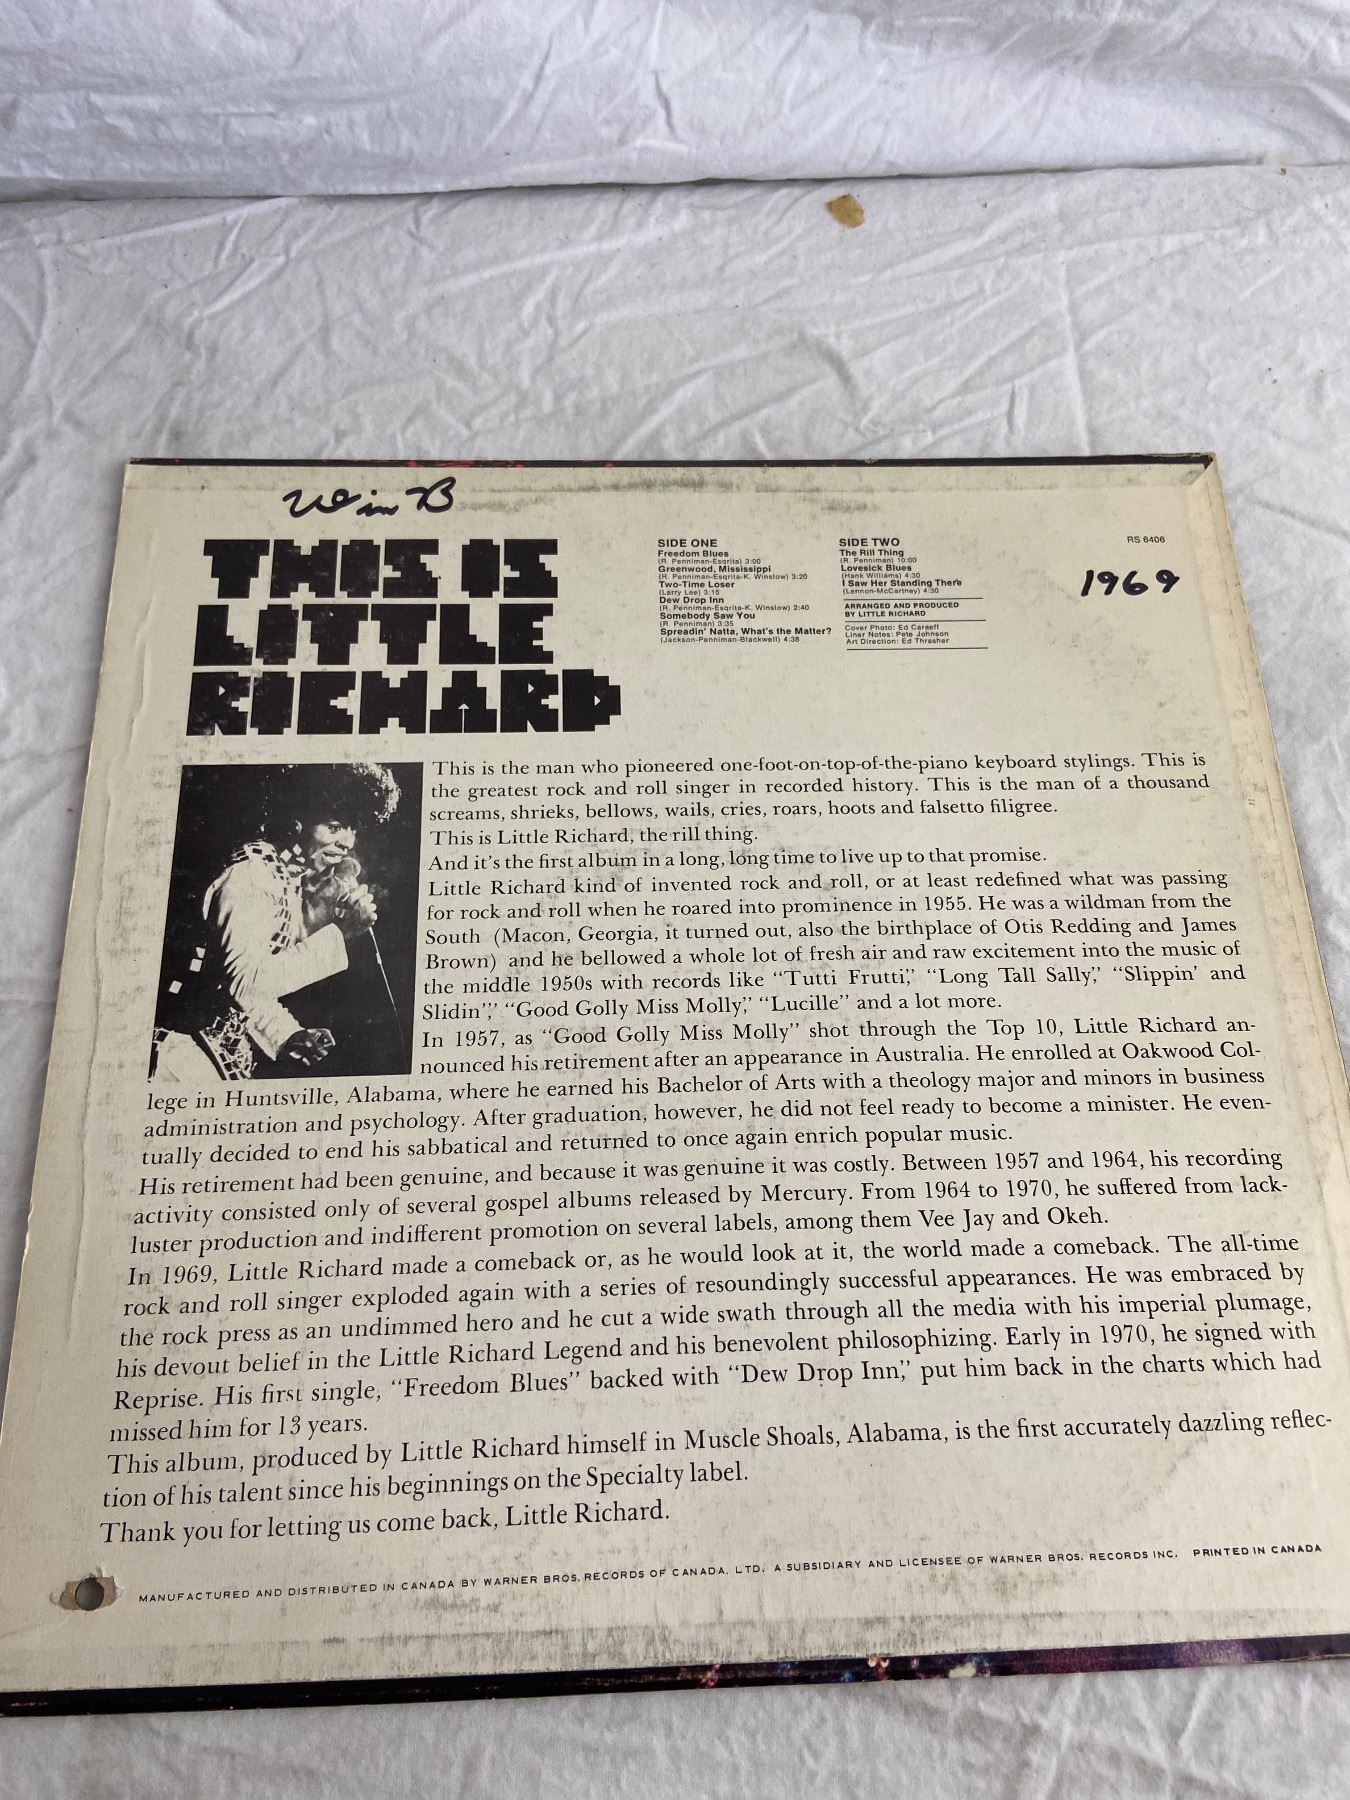 Win B
THIS IS
LITTLE
RICHARD
SIDE ONE
Freedom Blues
(R. Penniman-Esqrita) 3:00
Greenwood, Mississippi
(R. Penniman-Esqrita-K. Winslow) 3:20
Two-Time Loser
(Larry Lee) 3:15
Dew Drop Inn
(R. Penniman-Esqrita-K. Winslow) 2:40
Somebody Saw You
(R. Penniman) 3:35
Spreadin' Natta, What's the Matter?
(Jackson-Penniman-Blackwell) 4:38
SIDE TWO
The Rill Thing
(R. Penniman) 10:00
Lovesick Blues
(Hank Williams) 4:30
I Saw Her Standing There
(Lennon-McCartney) 4:30
ARRANGED AND PRODUCED
BY LITTLE RICHARD
Cover Photo: Ed Caraeff
Liner Notes: Pete Johnson
Art Direction: Ed Thrasher
RS 6406
1969
This is the man who pioneered one-foot-on-top-of-the-piano keyboard stylings. This is
the greatest rock and roll singer in recorded history. This is the man of a thousand
screams, shrieks, bellows, wails, cries, roars, hoots and falsetto filigree.
This is Little Richard, the rill thing.
And it's the first album in a long, long time to live up to that promise.
Little Richard kind of invented rock and roll, or at least redefined what was passing
for rock and roll when he roared into prominence in 1955. He was a wildman from the
South (Macon, Georgia, it turned out, also the birthplace of Otis Redding and James
Brown) and he bellowed a whole lot of fresh air and raw excitement into the music of
the middle 1950s with records like "Tutti Frutti," "Long Tall Sally," "Slippin' and
Slidin'," "Good Golly Miss Molly," "Lucille" and a lot more.
In 1957, as "Good Golly Miss Molly" shot through the Top 10, Little Richard an-
nounced his retirement after an appearance in Australia. He enrolled at Oakwood Col-
lege in Huntsville, Alabama, where he earned his Bachelor of Arts with a theology major and minors in business
administration and psychology. After graduation, however, he did not feel ready to become a minister. He even-
tually decided to end his sabbatical and returned to once again enrich popular music.
His retirement had been genuine, and because it was genuine it was costly. Between 1957 and 1964, his recording
activity consisted only of several gospel albums released by Mercury. From 1964 to 1970, he suffered from lack-
luster production and indifferent promotion on several labels, among them Vee Jay and Okeh.
In 1969, Little Richard made a comeback or, as he would look at it, the world made a comeback. The all-time
rock and roll singer exploded again with a series of resoundingly successful appearances. He was embraced by
the rock press as an undimmed hero and he cut a wide swath through all the media with his imperial plumage,
his devout belief in the Little Richard Legend and his benevolent philosophizing. Early in 1970, he signed with
Reprise. His first single, "Freedom Blues" backed with "Dew Drop Inn," put him back in the charts which had
missed him for 13 years.
This album, produced by Little Richard himself in Muscle Shoals, Alabama, is the first accurately dazzling reflec-
tion of his talent since his beginnings on the Specialty label.
Thank you for letting us come back, Little Richard.
MANUFACTURED AND DISTRIBUTED IN CANADA BY WARNER BROS. RECORDS OF CANADA, LTD. A SUBSIDIARY AND LICENSEE OF WARNER BROS. RECORDS INC. PRINTED IN CANADA